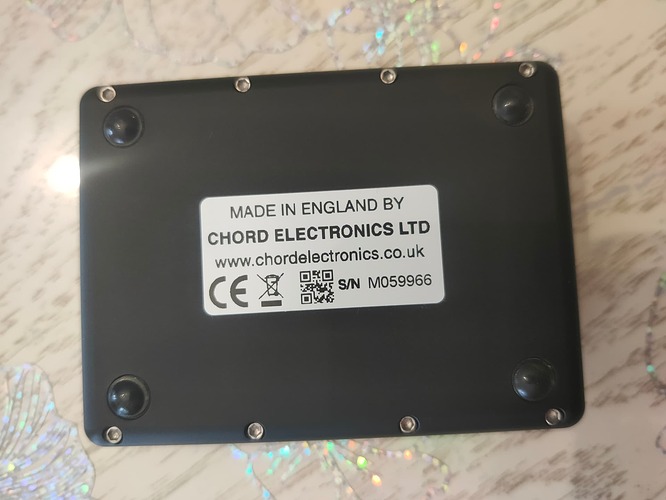 MADE IN ENGLAND BY
CHORD ELECTRONICS LTD
www.chordelectronics.co.uk
CE S/N M059966